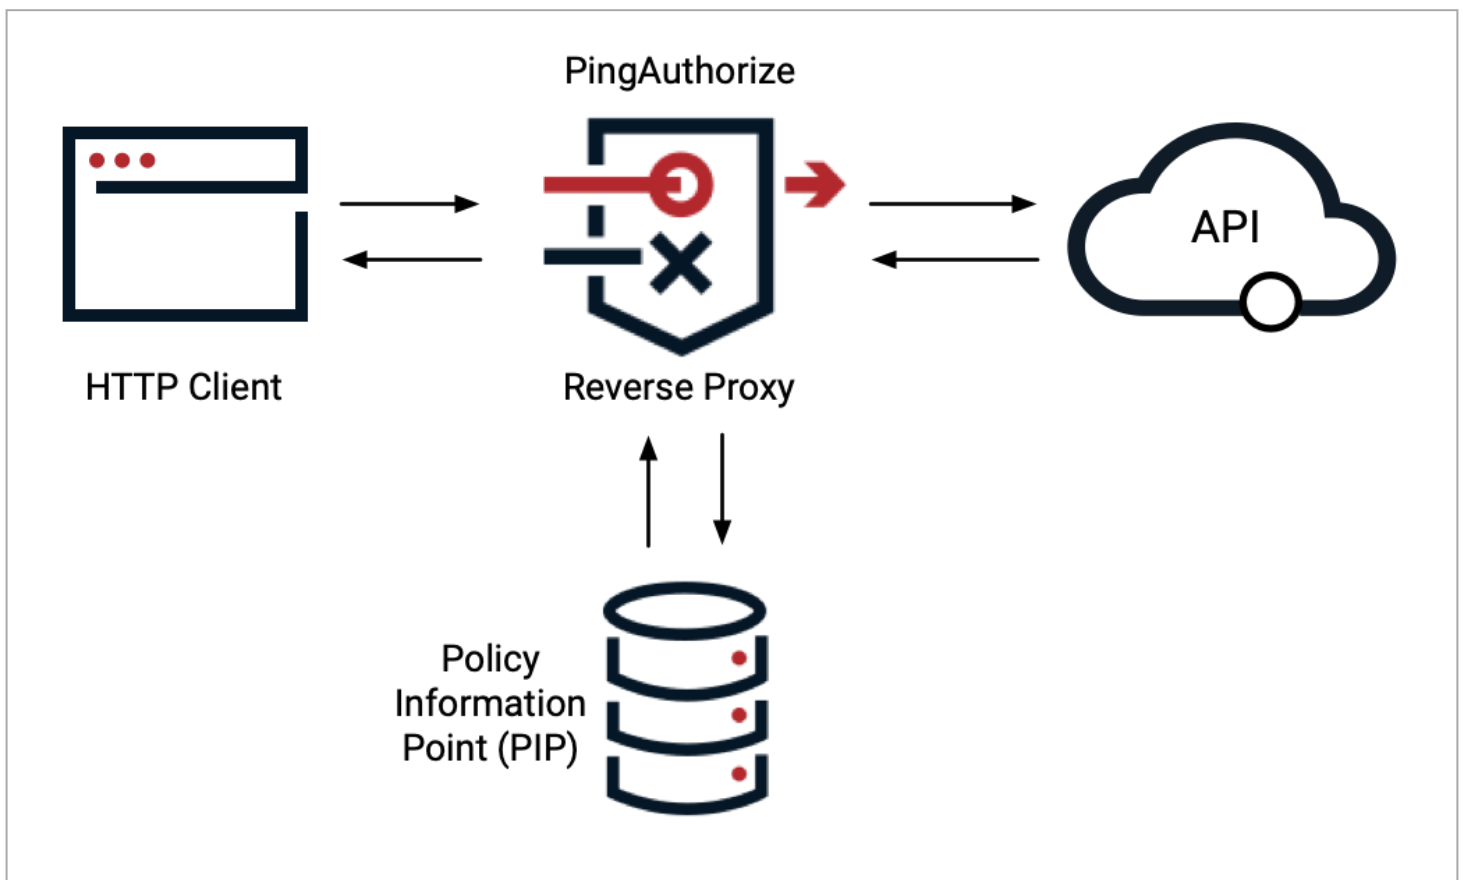 PingAuthorize
API
HTTP Client
Reverse Proxy
Policy
Information
Point (PIP)